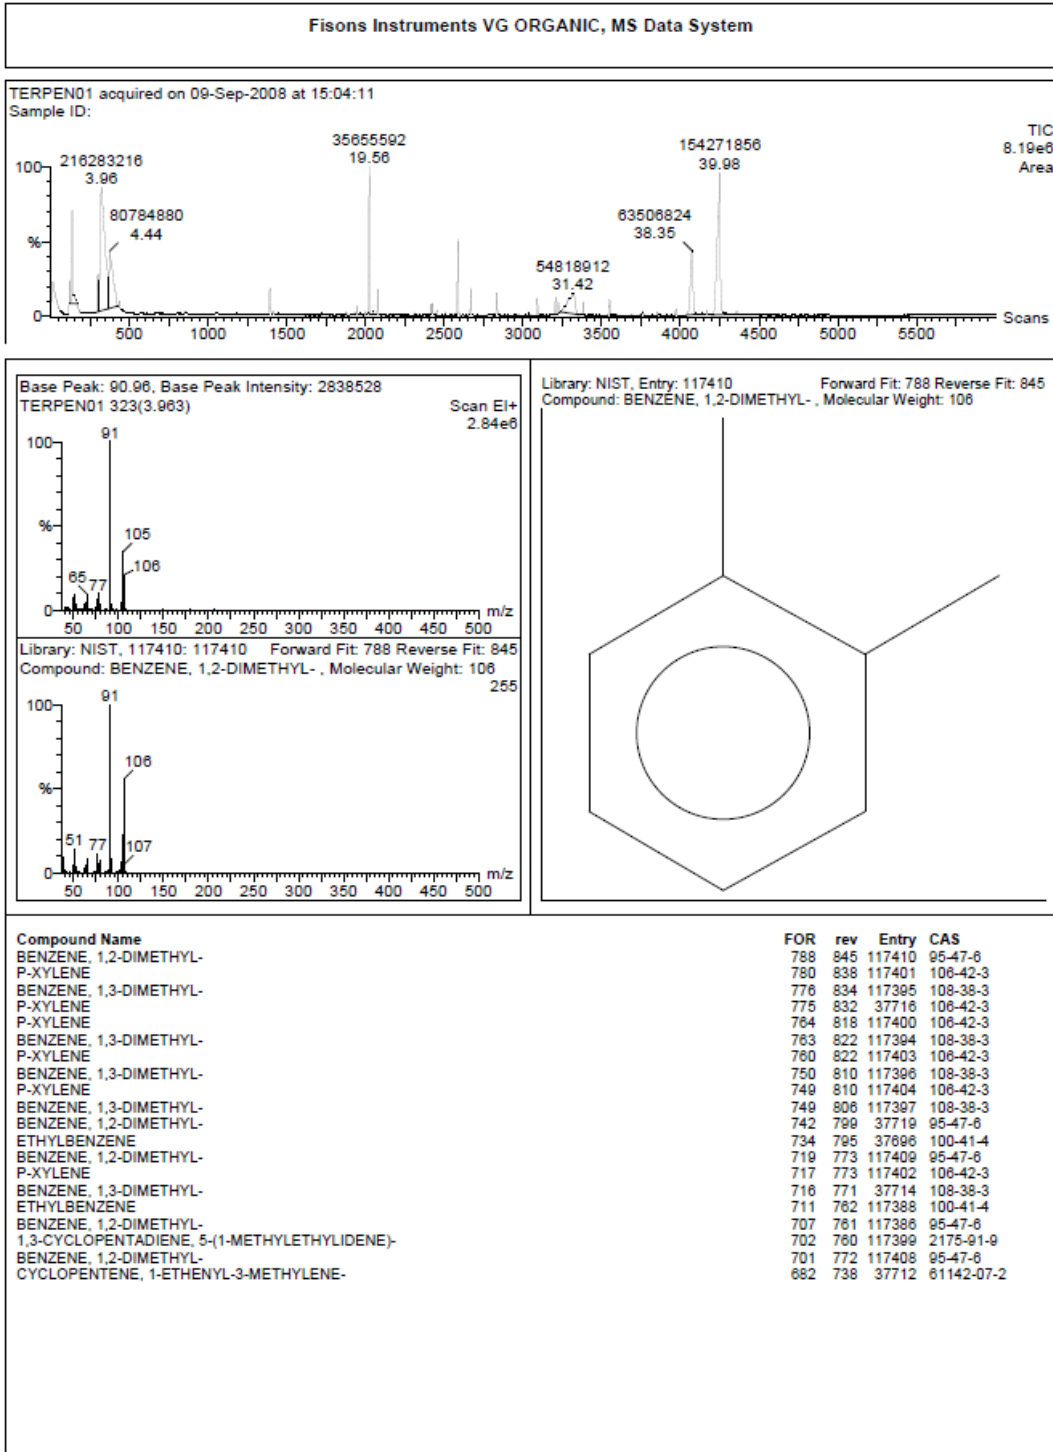 Fisons Instruments VG ORGANIC, MS Data System
TERPEN01 acquired on 09-Sep-2008 at 15:04:11
Sample ID:
TIC
8.19e6
Area
216283216
3.96
80784880
4.44
35655592
19.56
54818912
31.42
63506824
38.35
154271856
39.98
100
%
0
500 1000 1500 2000 2500 3000 3500 4000 4500 5000 5500
Scans
Base Peak: 90.96, Base Peak Intensity: 2838528
TERPEN01 323(3.963)
Scan EI+
2.84e6
91
100
%
105
106
65 77
0
m/z
50 100 150 200 250 300 350 400 450 500
Library: NIST, 117410: 117410 Forward Fit: 788 Reverse Fit: 845
Compound: BENZENE, 1,2-DIMETHYL- , Molecular Weight: 106
255
91
100
106
%
51 77 107
0
m/z
50 100 150 200 250 300 350 400 450 500
Library: NIST, Entry: 117410 Forward Fit: 788 Reverse Fit: 845
Compound: BENZENE, 1,2-DIMETHYL- , Molecular Weight: 106
Compound Name FOR rev Entry CAS
BENZENE, 1,2-DIMETHYL- 788 845 117410 95-47-6
P-XYLENE 780 838 117401 106-42-3
BENZENE, 1,3-DIMETHYL- 776 834 117395 108-38-3
P-XYLENE 775 832 37716 106-42-3
P-XYLENE 764 818 117400 106-42-3
BENZENE, 1,3-DIMETHYL- 763 822 117394 108-38-3
P-XYLENE 760 822 117403 106-42-3
BENZENE, 1,3-DIMETHYL- 750 810 117396 108-38-3
P-XYLENE 749 810 117404 106-42-3
BENZENE, 1,3-DIMETHYL- 749 806 117397 108-38-3
BENZENE, 1,2-DIMETHYL- 742 799 37719 95-47-6
ETHYLBENZENE 734 795 37696 100-41-4
BENZENE, 1,2-DIMETHYL- 719 773 117409 95-47-6
P-XYLENE 717 773 117402 106-42-3
BENZENE, 1,3-DIMETHYL- 716 771 37714 108-38-3
ETHYLBENZENE 711 762 117388 100-41-4
BENZENE, 1,2-DIMETHYL- 707 761 117386 95-47-6
1,3-CYCLOPENTADIENE, 5-(1-METHYLETHYLIDENE)- 702 760 117399 2175-91-9
BENZENE, 1,2-DIMETHYL- 701 772 117408 95-47-6
CYCLOPENTENE, 1-ETHENYL-3-METHYLENE- 682 738 37712 61142-07-2